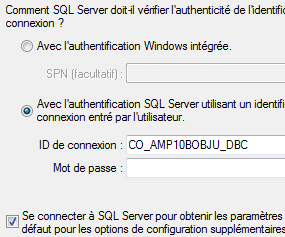 Comment SQL Server doit-il vérifier l'authenticité de l'identifi
connexion ?
Avec l'authentification Windows intégrée.
SPN (facultatif) :
Avec l'authentification SQL Server utilisant un identifi
connexion entré par l'utilisateur.
ID de connexion : CO_AMP10BOBJU_DBC
Mot de passe :
Se connecter à SQL Server pour obtenir les paramètres
défaut pour les options de configuration supplémentaires